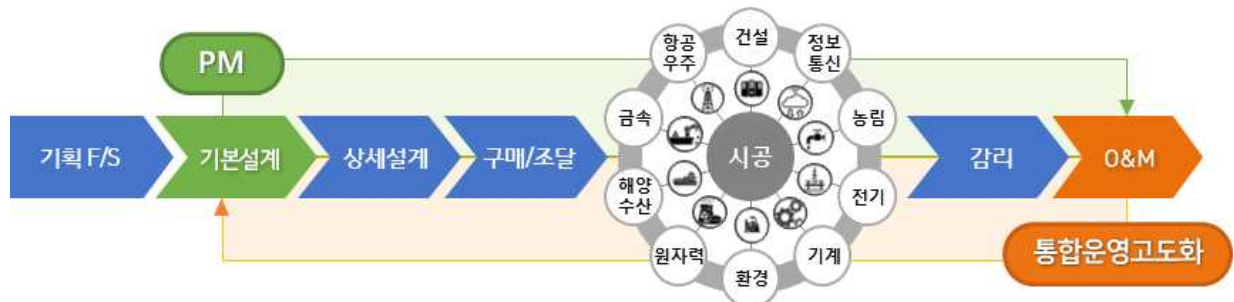 PM
기획 F/S
기본설계
상세설계
구매/조달
시공
건설
정보
통신
농림
전기
기계
환경
원자력
해양
수산
금속
항공
우주
감리
O&M
통합운영고도화